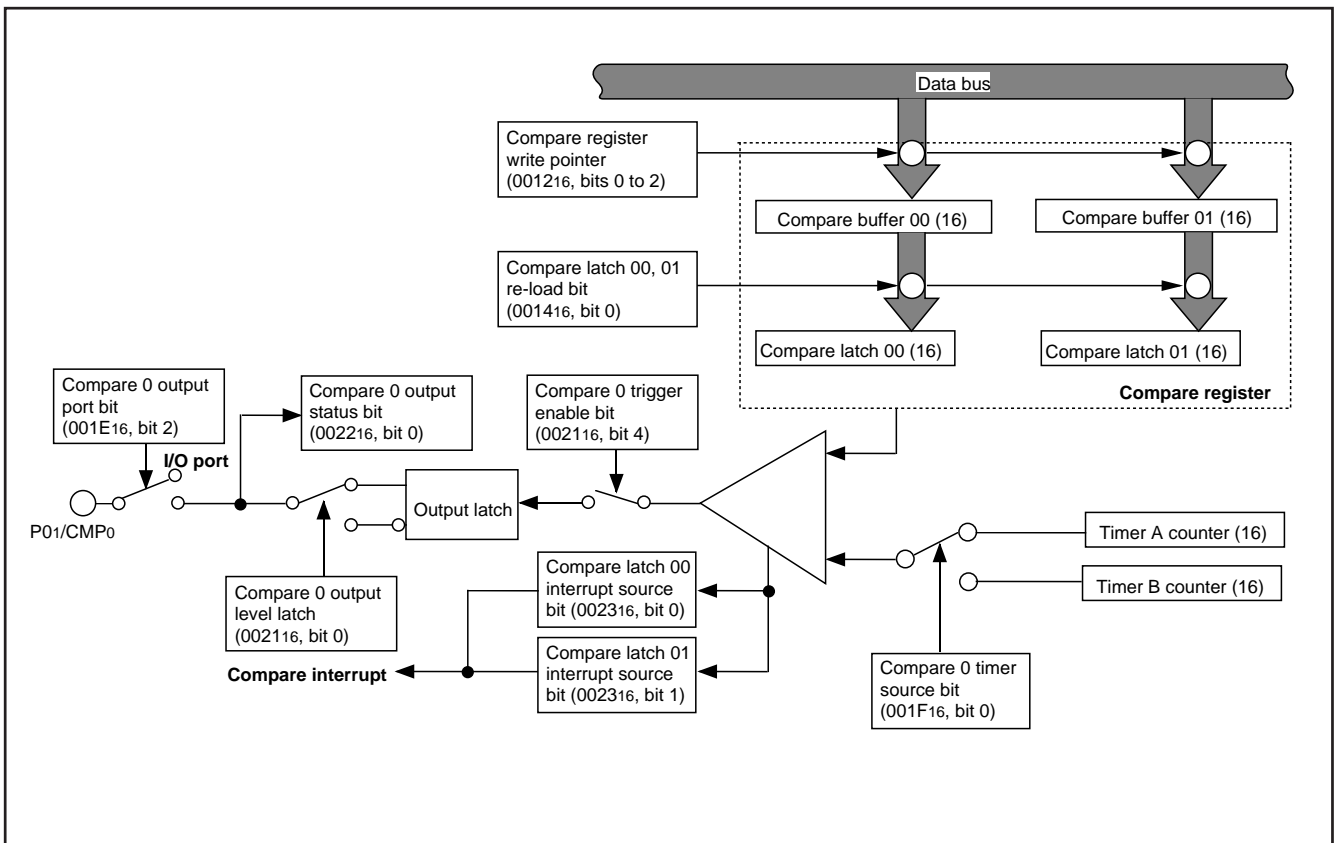 Data bus
Compare register
write pointer
(001216, bits 0 to 2)
Compare buffer 00 (16)
Compare buffer 01 (16)
Compare latch 00, 01
re-load bit
(001416, bit 0)
Compare latch 00 (16)
Compare latch 01 (16)
Compare register
Compare 0 output
port bit
(001E16, bit 2)
Compare 0 output
status bit
(002216, bit 0)
Compare 0 trigger
enable bit
(002116, bit 4)
I/O port
P01/CMP0
Output latch
Timer A counter (16)
Timer B counter (16)
Compare 0 output
level latch
(002116, bit 0)
Compare latch 00
interrupt source
bit (002316, bit 0)
Compare interrupt
Compare latch 01
interrupt source
bit (002316, bit 1)
Compare 0 timer
source bit
(001F16, bit 0)